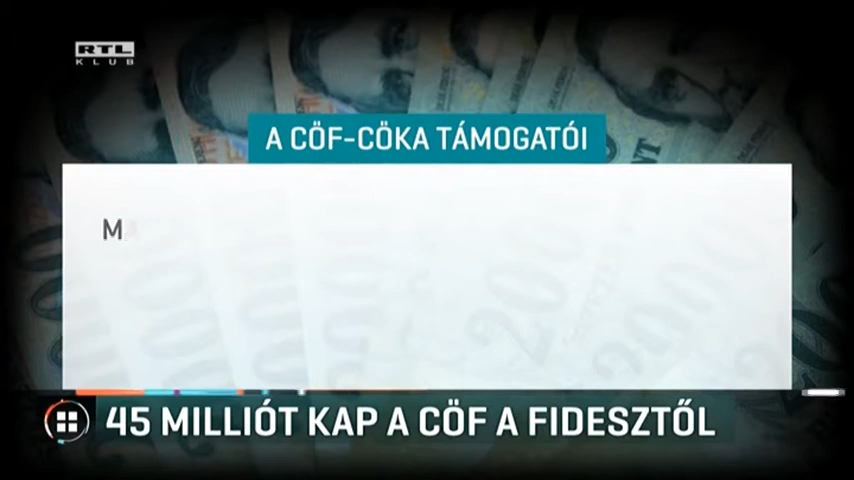 RTL
KLUB
A CÖF-CÖKA TÁMOGATÓI
M
45 MILLIÓT KAP A CÖF A FIDESZTŐL